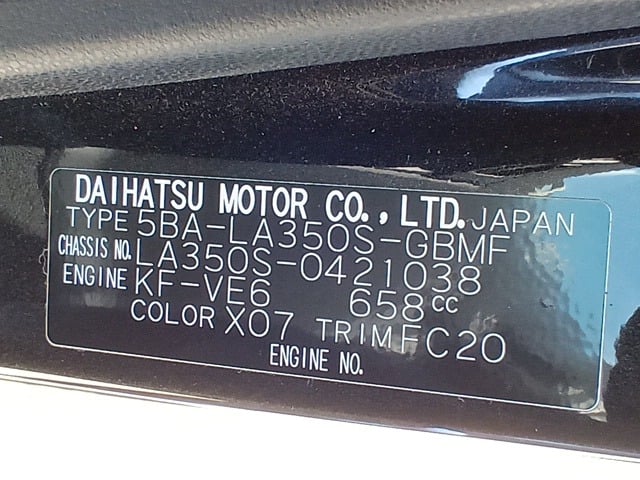 DAIHATSU MOTOR CO., LTD. JAPAN
TYPE 5BA-LA350S-GBMF
CHASSIS NO. LA350S-0421038
ENGINE KF-VE6 658cc
COLOR X07 TRIM FC20
ENGINE NO.